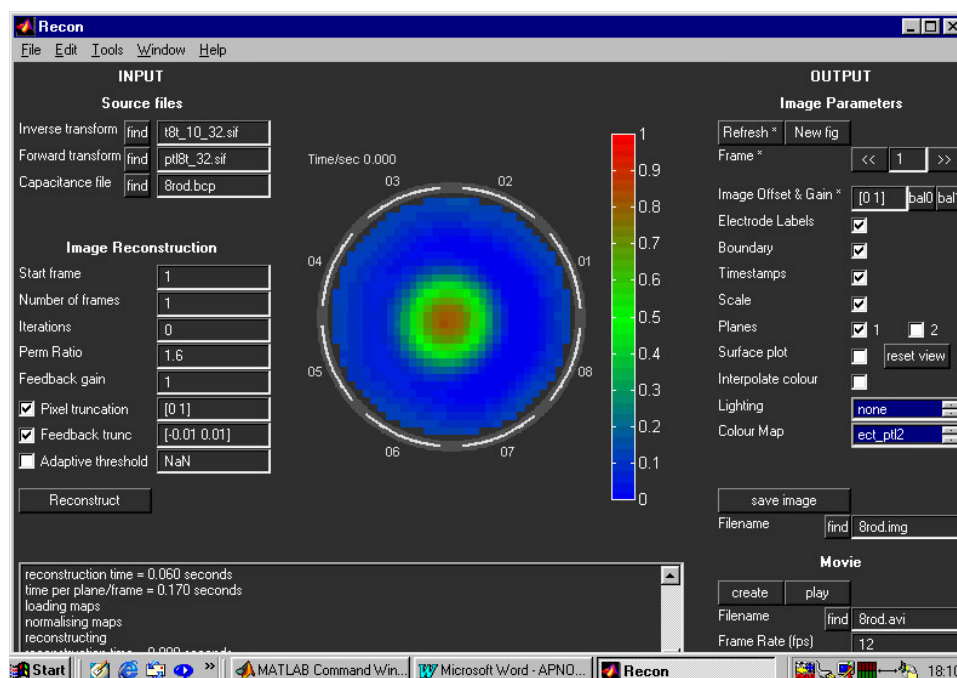 Recon
File Edit Tools Window Help
INPUT
Source files
Inverse transform find t8t_10_32.sif
Forward transform find ptl8t_32.sif
Capacitance file find 8rod.bcp
Image Reconstruction
Start frame 1
Number of frames 1
Iterations 0
Perm Ratio 1.6
Feedback gain 1
Pixel truncation [0 1]
Feedback trunc [-0.01 0.01]
Adaptive threshold NaN
Reconstruct
Time/sec 0.000
03 02
04 01
05 08
06 07
1
0.9
0.8
0.7
0.6
0.5
0.4
0.3
0.2
0.1
0
OUTPUT
Image Parameters
Refresh * New fig
Frame * << 1 >>
Image Offset & Gain * [0 1] bal0 bal1
Electrode Labels
Boundary
Timestamps
Scale
Planes 1 2
Surface plot reset view
Interpolate colour
Lighting none
Colour Map ect_ptl2
save image
Filename find 8rod.img
Movie
create play
Filename find 8rod.avi
Frame Rate (fps) 12
reconstruction time = 0.060 seconds
time per plane/frame = 0.170 seconds
loading maps
normalising maps
reconstructing
Start » MATLAB Command Win... Microsoft Word - APNO... Recon 18:10